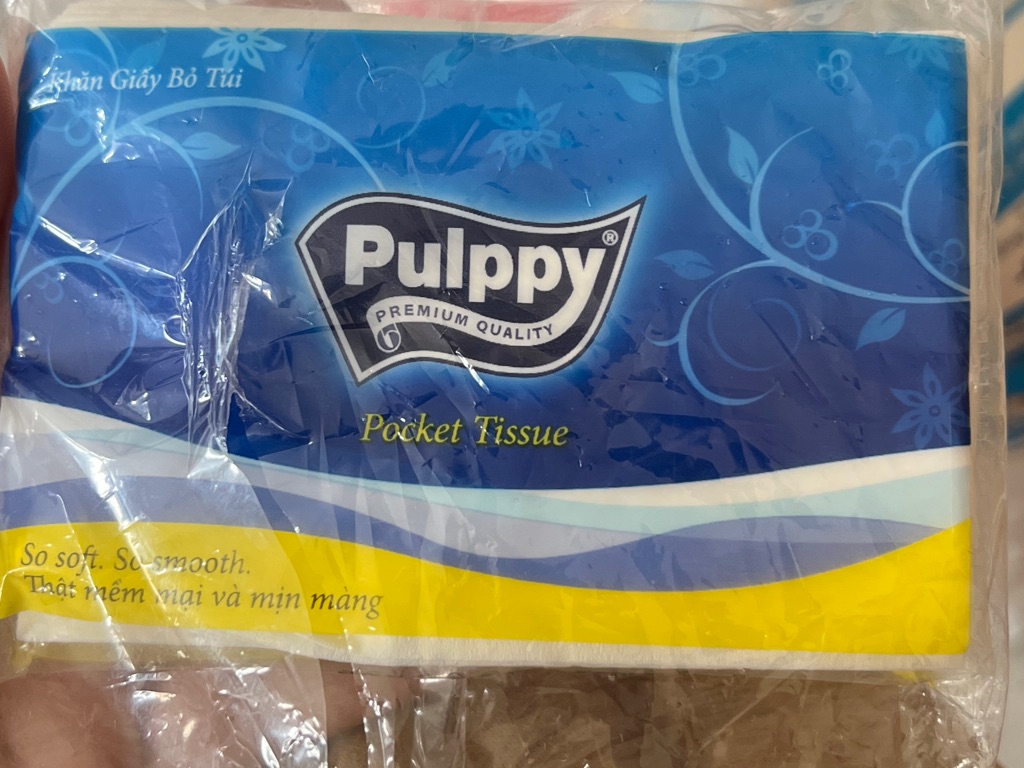 Khăn Giấy Bỏ Túi
Pulppy®
PREMIUM QUALITY
Pocket Tissue
So soft. So smooth.
Thật mềm mại và mịn màng